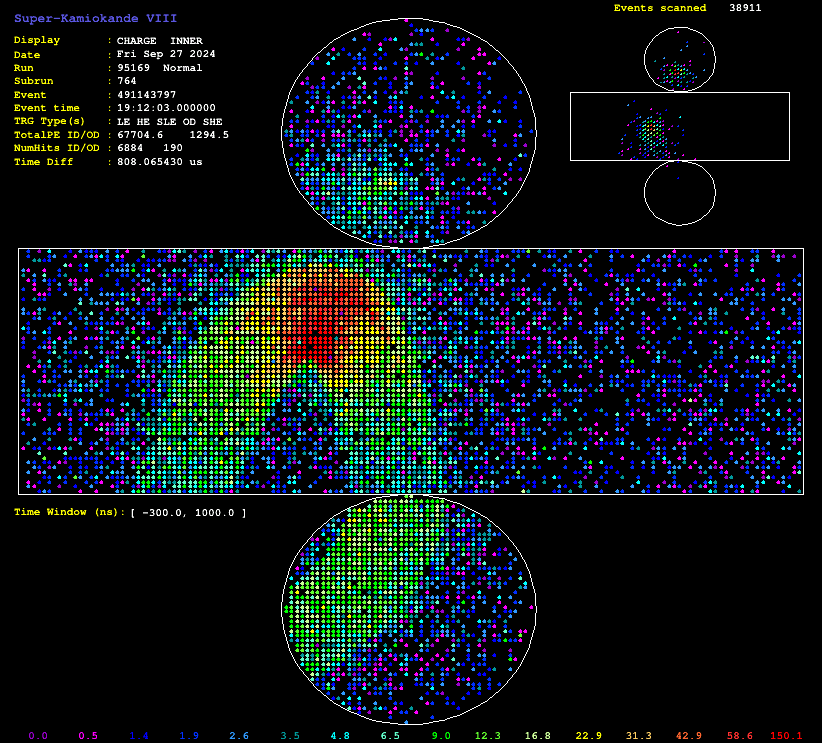 Super-Kamiokande VIII
Events scanned 38911
Display : CHARGE INNER
Date : Fri Sep 27 2024
Run : 95169 Normal
Subrun : 764
Event : 491143797
Event time : 19:12:03.000000
TRG Type(s) : LE HE SLE OD SHE
TotalPE ID/OD : 67704.6 1294.5
NumHits ID/OD : 6884 190
Time Diff : 808.065430 us
Time Window (ns): [ -300.0, 1000.0 ]
0.0 0.5 1.4 1.9 2.6 3.5 4.8 6.5 9.0 12.3 16.8 22.9 31.3 42.9 58.6 150.1